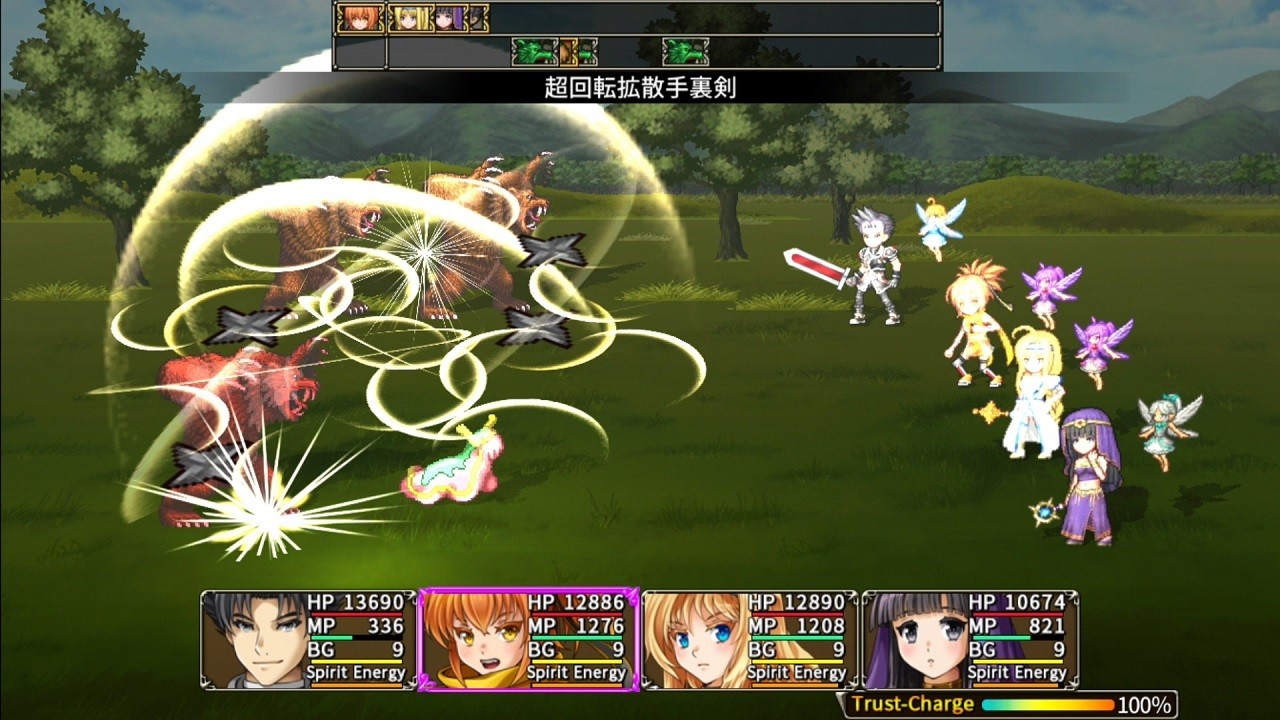 超回転拡散手裏剣
HP 13690
MP 336
BG 9
Spirit Energy
HP 12886
MP 1276
BG 9
Spirit Energy
HP 12890
MP 1208
BG 9
Spirit Energy
HP 10674
MP 821
BG 9
Spirit Energy
Trust-Charge 100%